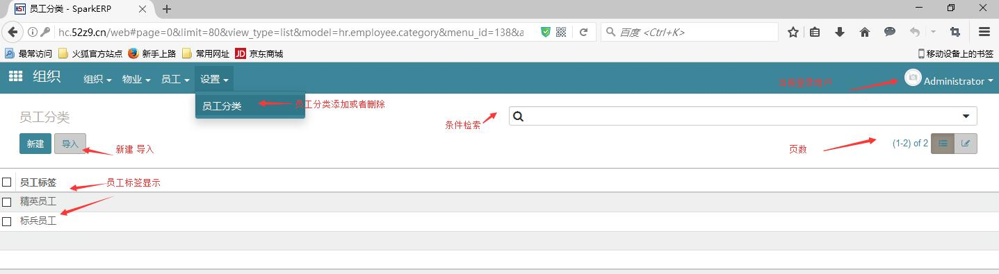 员工分类 - SparkERP
hc.52z9.cn/web#page=0&limit=80&view_type=list&model=hr.employee.category&menu_id=138&a
百度 <Ctrl+K>
最常访问 火狐官方站点 新手上路 常用网址 JD 京东商城 移动设备上的书签
组织 组织 物业 员工 设置 Administrator
员工分类 员工分类添加或者删除
员工分类
条件检索
新建 导入 新建 导入 页数 (1-2) of 2
员工标签 员工标签显示
精英员工
标兵员工